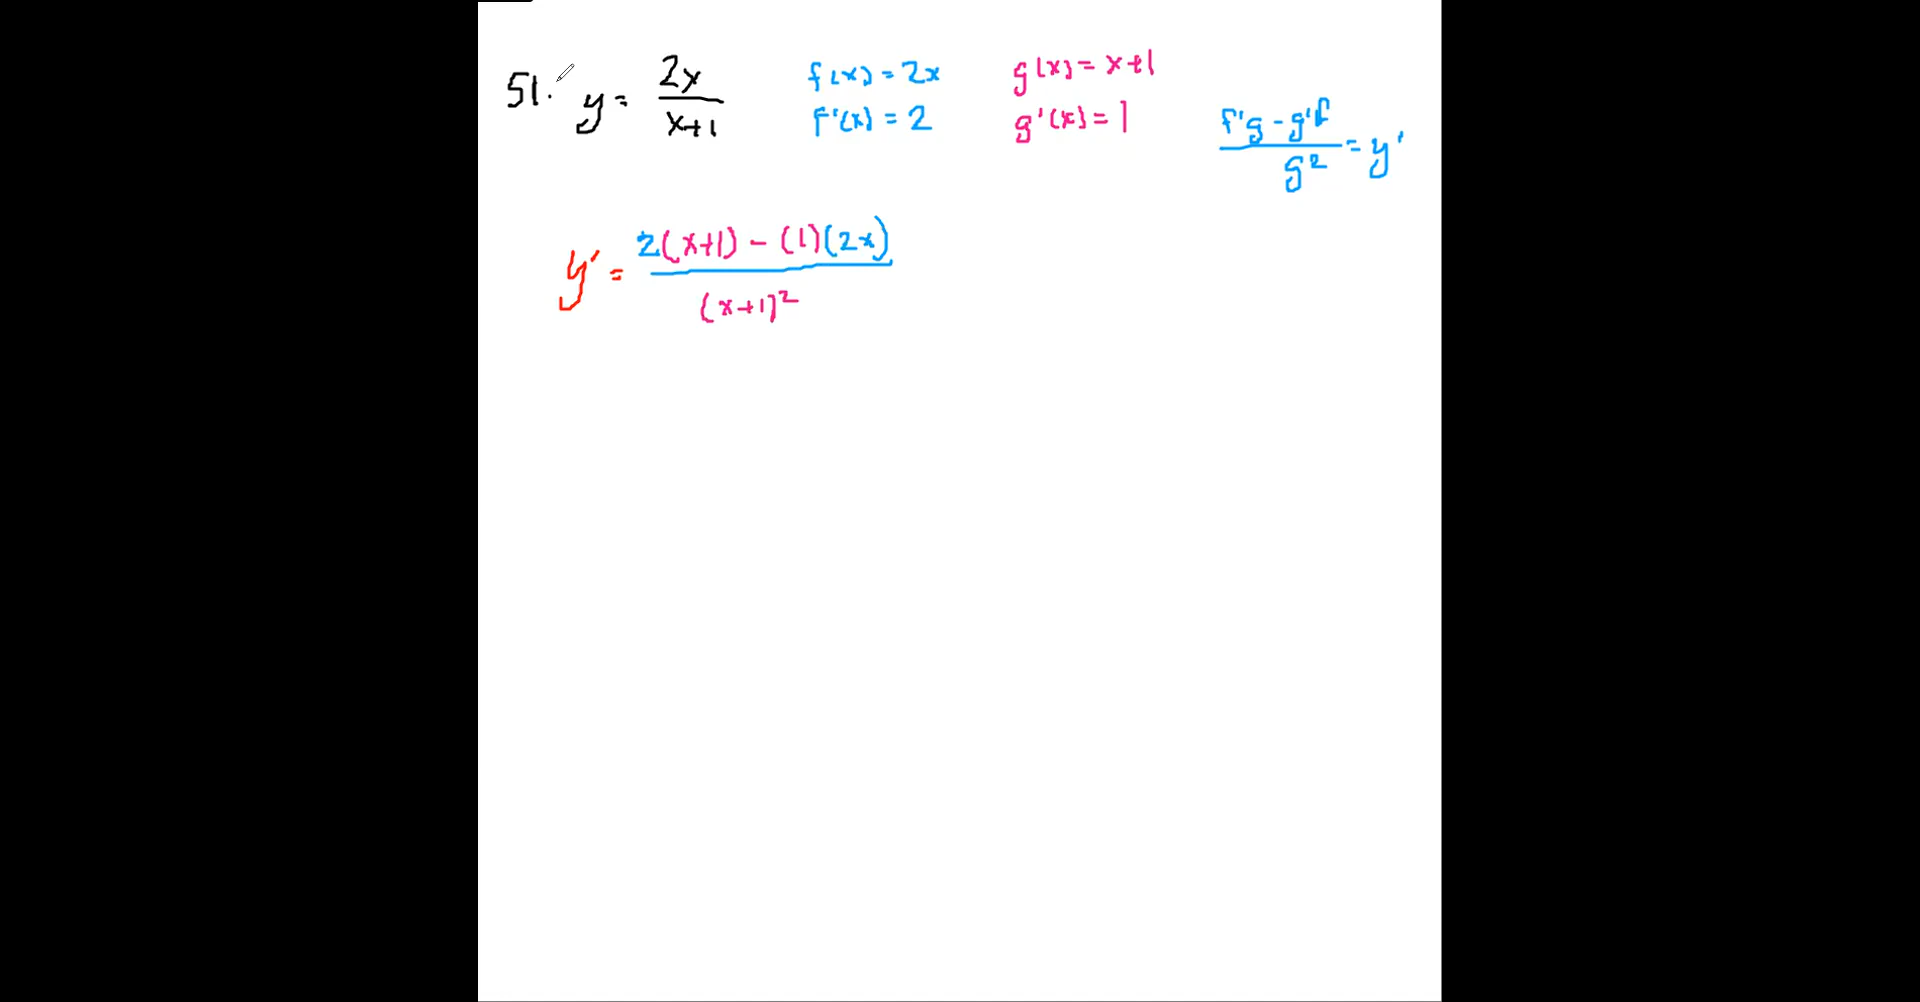 51. y = 2x / x+1
f(x) = 2x
f'(x) = 2
g(x) = x+1
g'(x) = 1
f'g - g'f / g² = y'
y' = 2(x+1) - (1)(2x) / (x+1)²